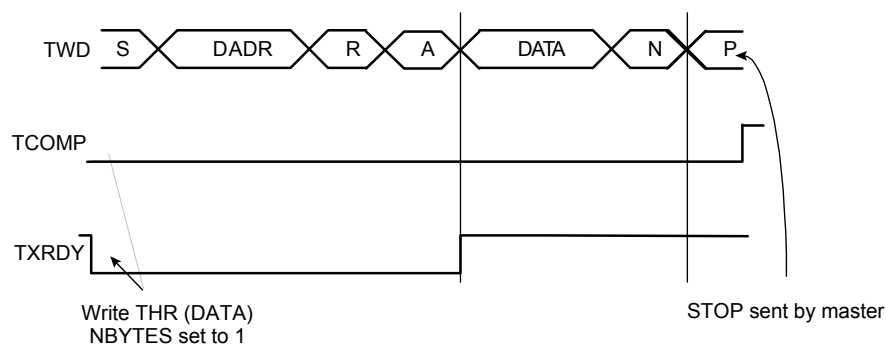 TWD S DADR R A DATA N P
TCOMP
TXRDY
Write THR (DATA)
NBYTES set to 1
STOP sent by master